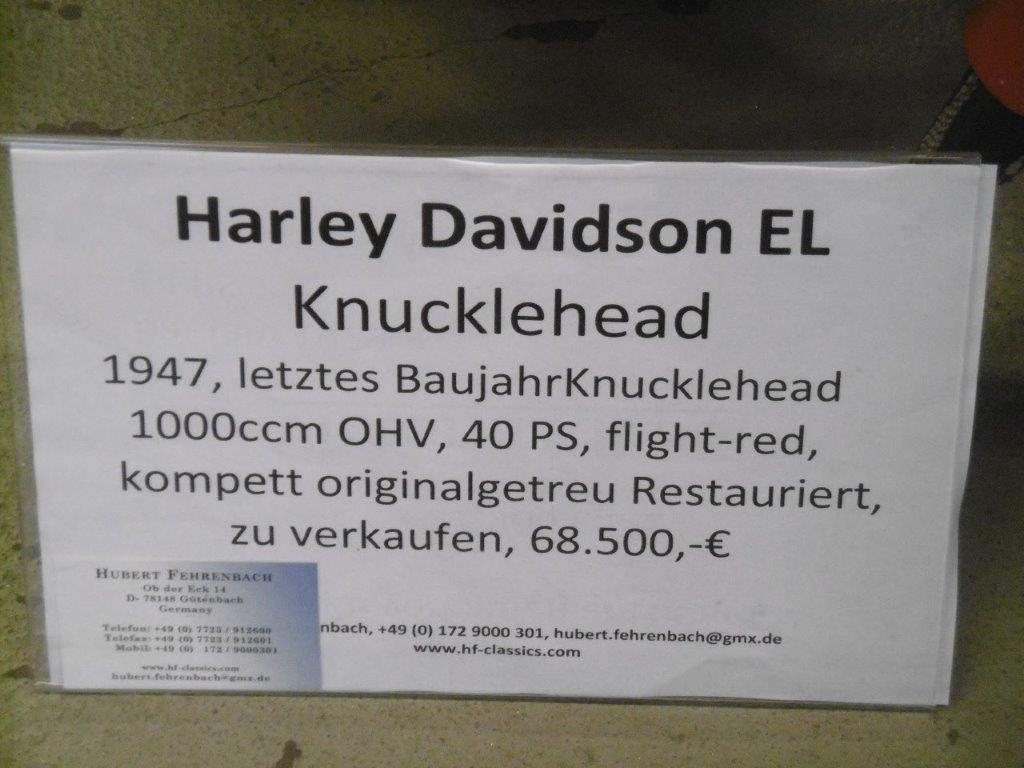 Harley Davidson EL
Knucklehead
1947, letztes BaujahrKnucklehead
1000ccm OHV, 40 PS, flight-red,
kompett originalgetreu Restauriert,
zu verkaufen, 68.500,-€
HUBERT FEHRENBACH
Ob der Eck 14
D- 78148 Gütenbach
Germany
Telefon: +49 (0) 7723 / 912600
Telefax: +49 (0) 7723 / 912601
Mobil: +49 (0) 172 / 9000301
www.hf-classics.com
hubert.fehrenbach@gmx.de
nbach, +49 (0) 172 9000 301, hubert.fehrenbach@gmx.de
www.hf-classics.com